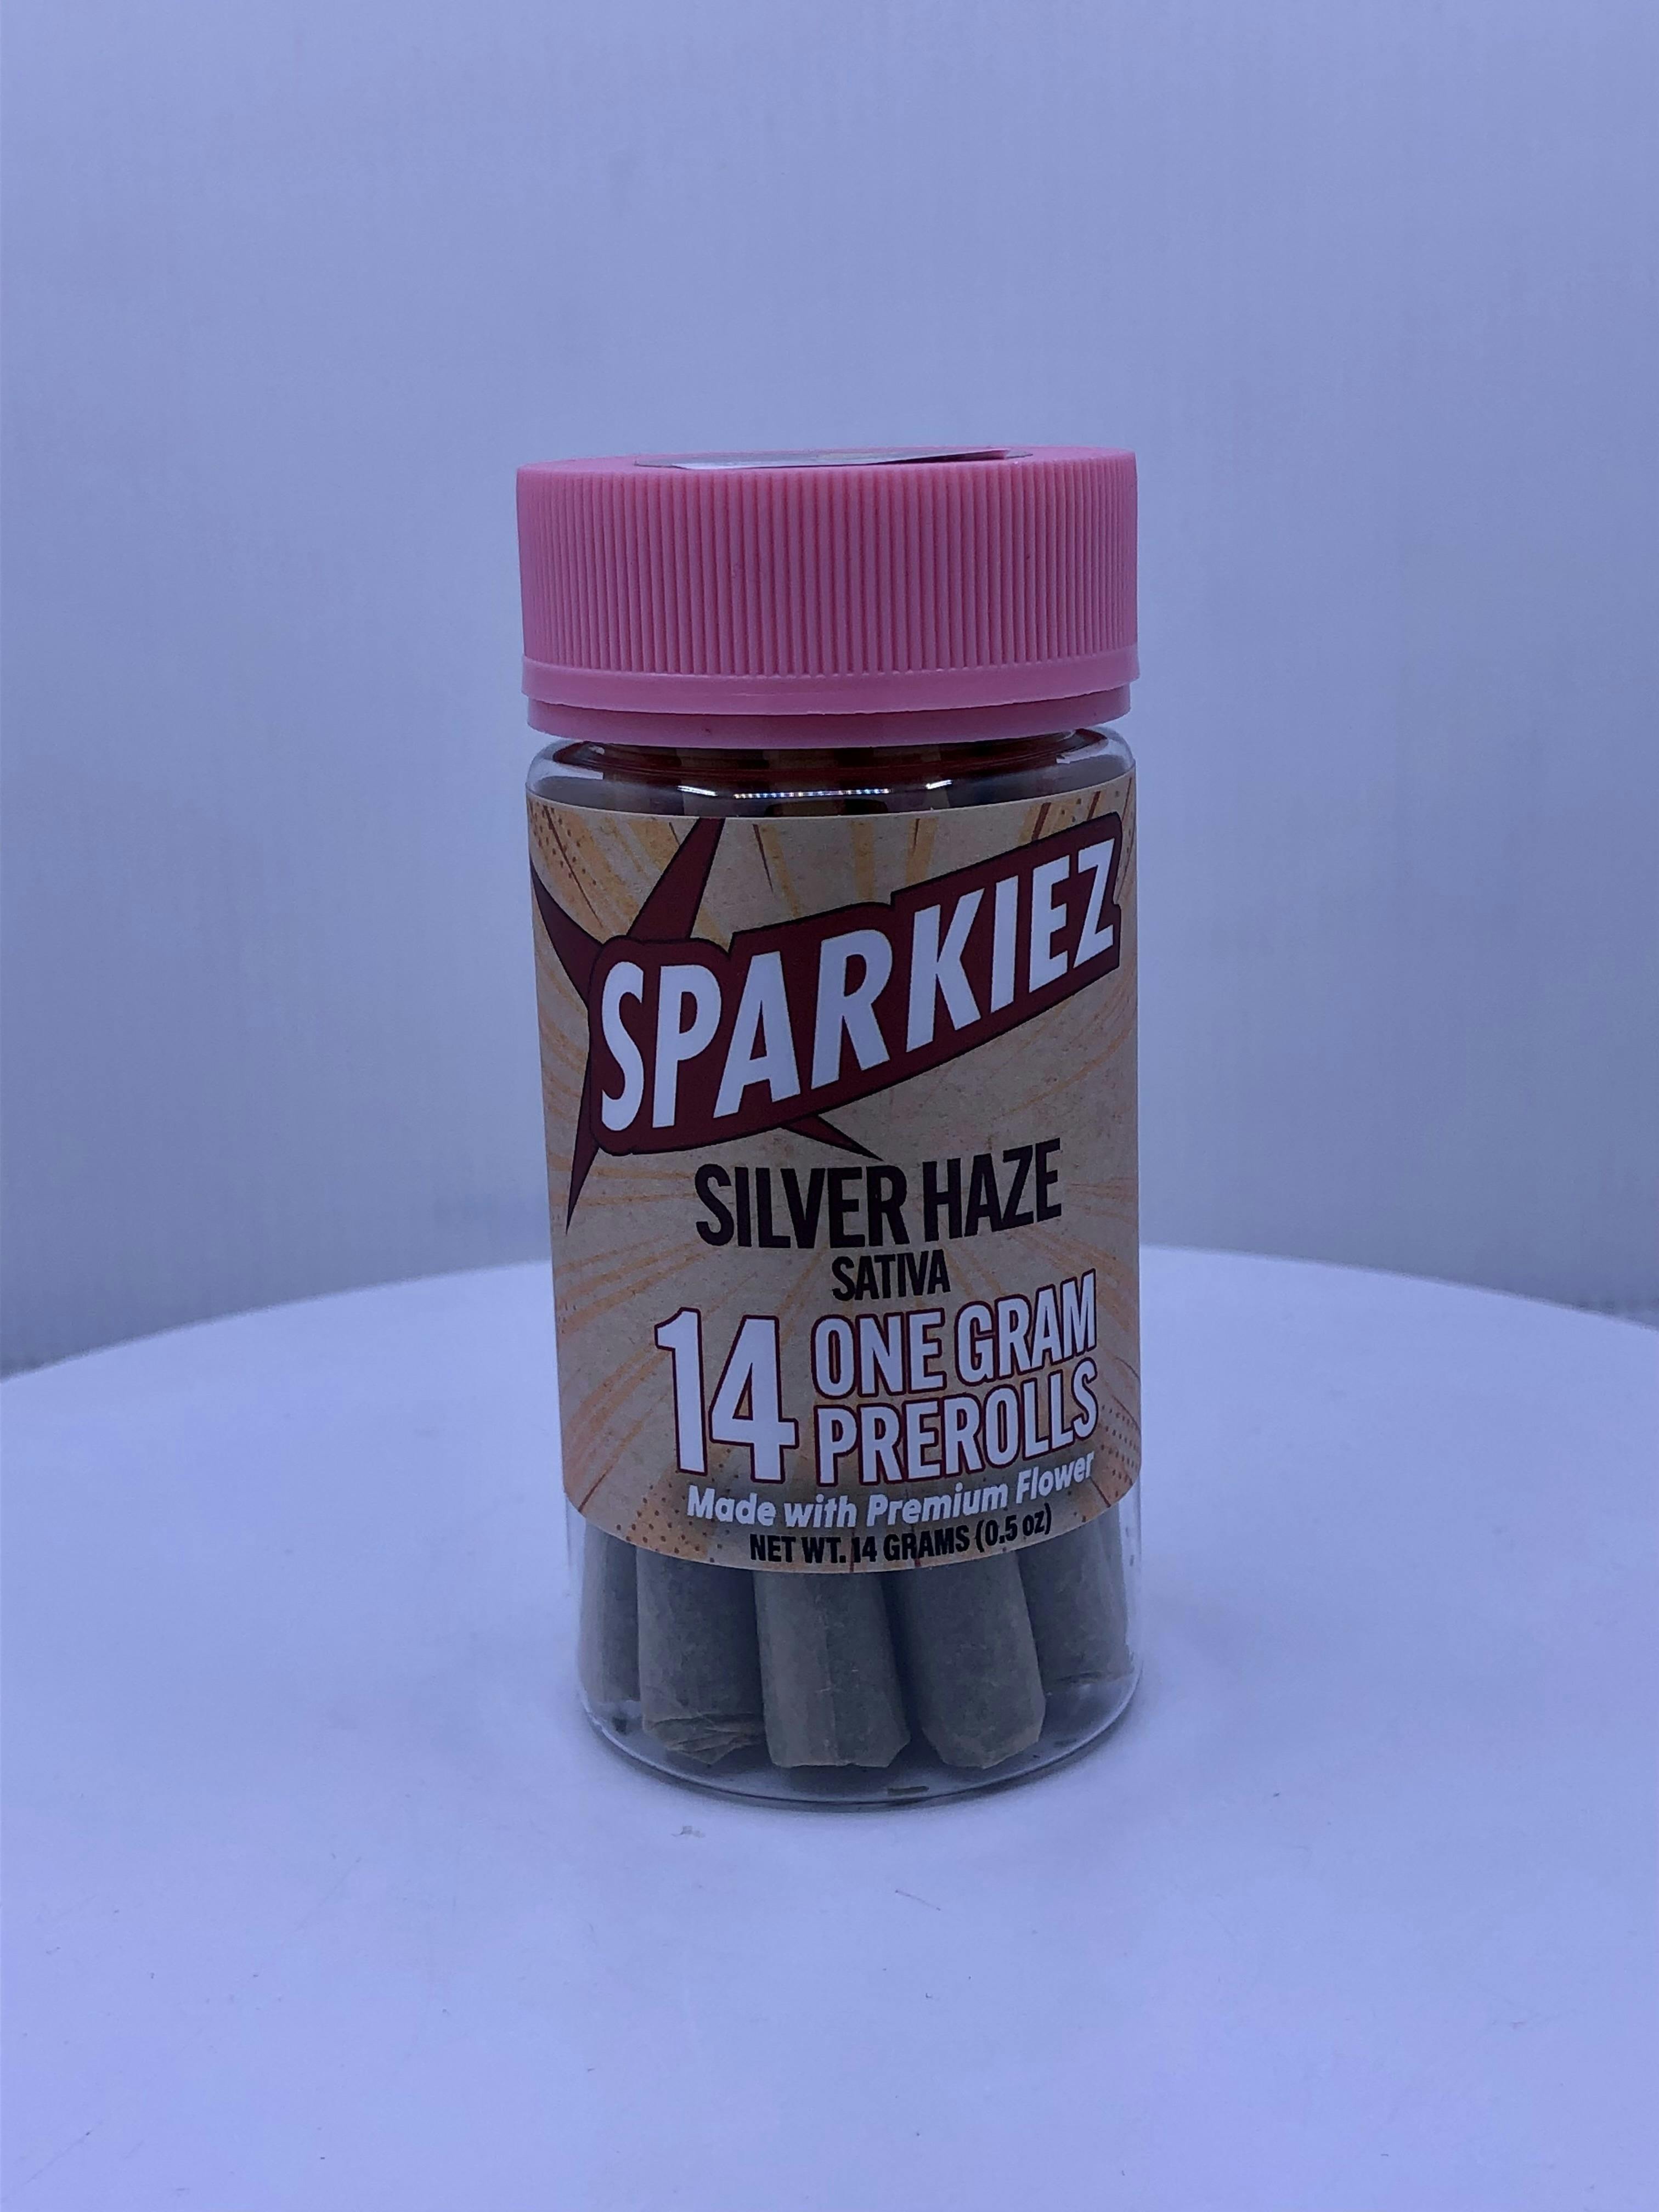 SPARKIEZ
SILVER HAZE
SATIVA
14 ONE GRAM
PREROLLS
Made with Premium Flower
NET WT. 14 GRAMS (0.5 oz)